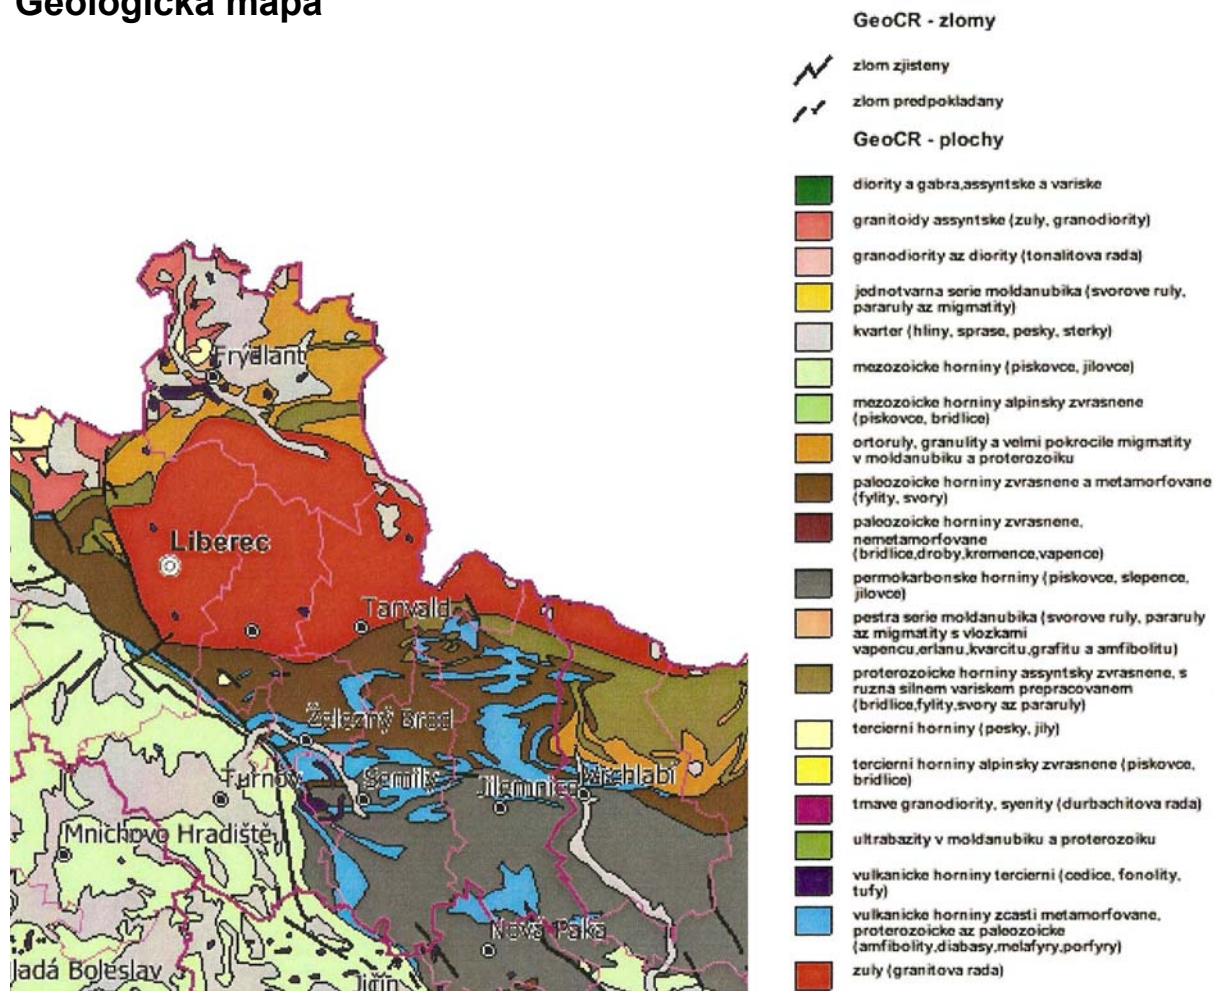 Geologická mapa
GeoCR - zlomy
zlom zjisteny
zlom predpokladany
GeoCR - plochy
diority a gabra,assyntske a variske
granitoidy assyntske (zuly, granodiority)
granodiority az diority (tonalitova rada)
jednotvarna serie moldanubika (svorove ruly,
pararuly az migmatity)
kvarter (hliny, sprase, pesky, sterky)
mezozoicke horniny (piskovce, jilovce)
mezozoicke horniny alpinsky zvrasnene
(piskovce, bridlice)
ortoruly, granulity a velmi pokrocile migmatity
v moldanubiku a proterozoiku
paleozoicke horniny zvrasnene a metamorfovane
(fylity, svory)
paleozoicke horniny zvrasnene,
nemetamorfovane
(bridlice,droby,kremence,vapence)
permokarbonske horniny (piskovce, slepence,
jilovce)
pestra serie moldanubika (svorove ruly, pararuly
az migmatity s vlozkami
vapencu,erlanu,kvarcitu,grafitu a amfibolitu)
proterozoicke horniny assyntsky zvrasnene, s
ruzna silnem variskem prepracovanem
(bridlice,fylity,svory az pararuly)
tercierni horniny (pesky, jily)
tercierni horniny alpinsky zvrasnene (piskovce,
bridlice)
tmave granodiority, syenity (durbachitova rada)
ultrabazity v moldanubiku a proterozoiku
vulkanicke horniny tercierni (cedice, fonolity,
tufy)
vulkanicke horniny zcasti metamorfovane,
proterozoicke az paleozoicke
(amfibolity,diabasy,melafyry,porfyry)
zuly (granitova rada)
Frýdlant
Liberec
Tanvald
Železný Brod
Turnov
Semily
Jilemnice
Vrchlabí
Mnichovo Hradiště
Nová Paka
ladá Boleslav
Jičín